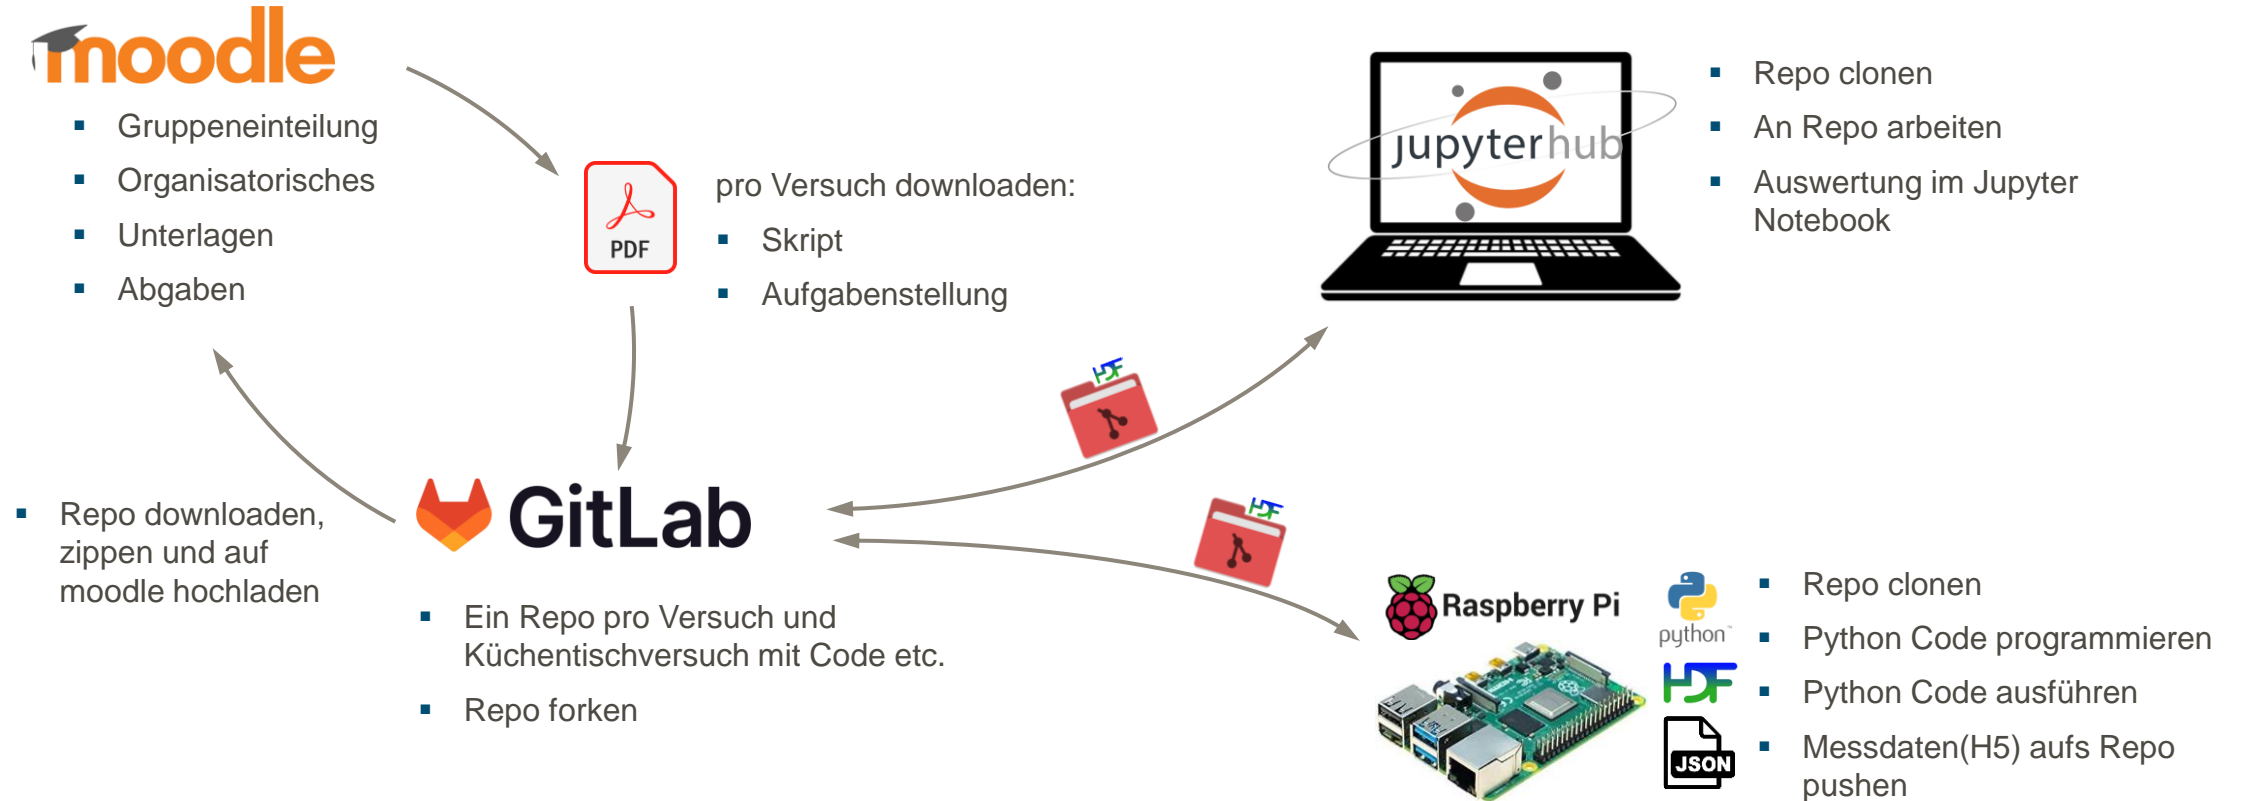 moodle
Gruppeneinteilung
Organisatorisches
Unterlagen
Abgaben
PDF
pro Versuch downloaden:
Skript
Aufgabenstellung
jupyterhub
Repo clonen
An Repo arbeiten
Auswertung im Jupyter
Notebook
HDF
HDF
Repo downloaden,
zippen und auf
moodle hochladen
GitLab
Ein Repo pro Versuch und
Küchentischversuch mit Code etc.
Repo forken
Raspberry Pi
python
HDF
JSON
Repo clonen
Python Code programmieren
Python Code ausführen
Messdaten(H5) aufs Repo
pushen